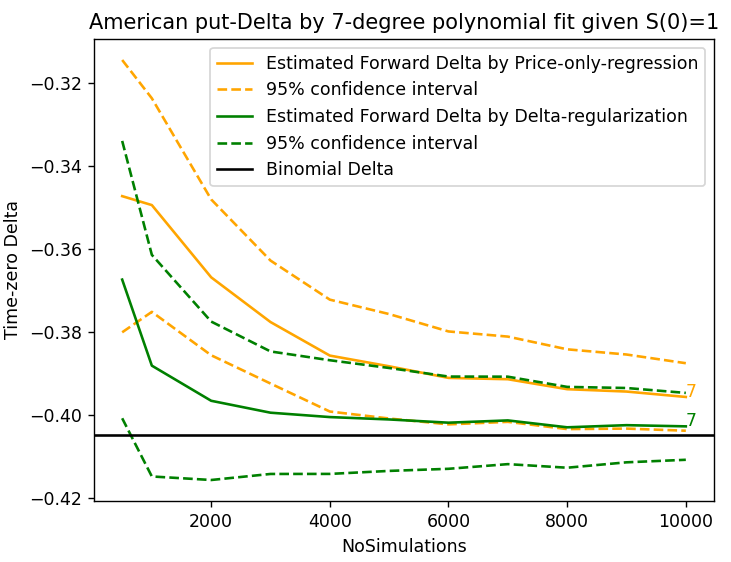 American put-Delta by 7-degree polynomial fit given S(0)=1
Estimated Forward Delta by Price-only-regression
95% confidence interval
Estimated Forward Delta by Delta-regularization
95% confidence interval
Binomial Delta
Time-zero Delta
−0.32
−0.34
−0.36
−0.38
−0.40
−0.42
7
7
2000
4000
6000
8000
10000
NoSimulations